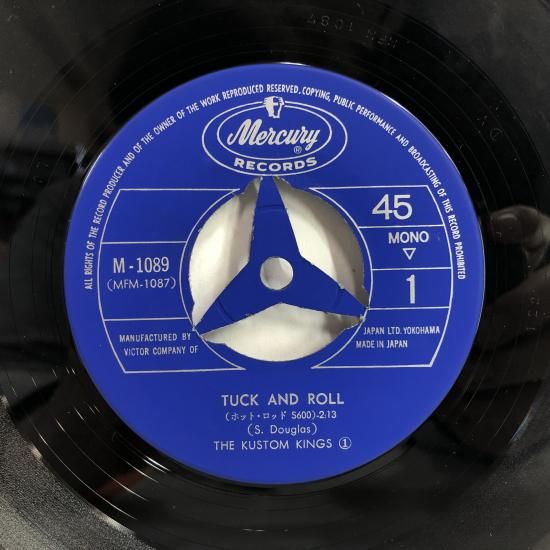 ALL RIGHTS OF THE RECORD PRODUCER AND OF THE OWNER OF THE WORK REPRODUCED RESERVED. COPYING, PUBLIC PERFORMANCE AND BROADCASTING OF THIS RECORD PROHIBITED
Mercury
®
RECORDS
45
MONO
▽
1
M-1089
(MFM-1087)
MANUFACTURED BY
VICTOR COMPANY OF
JAPAN LTD. YOKOHAMA
MADE IN JAPAN
TUCK AND ROLL
(ホット・ロッド S600)-2:13
(S. Douglas)
THE KUSTOM KINGS ①